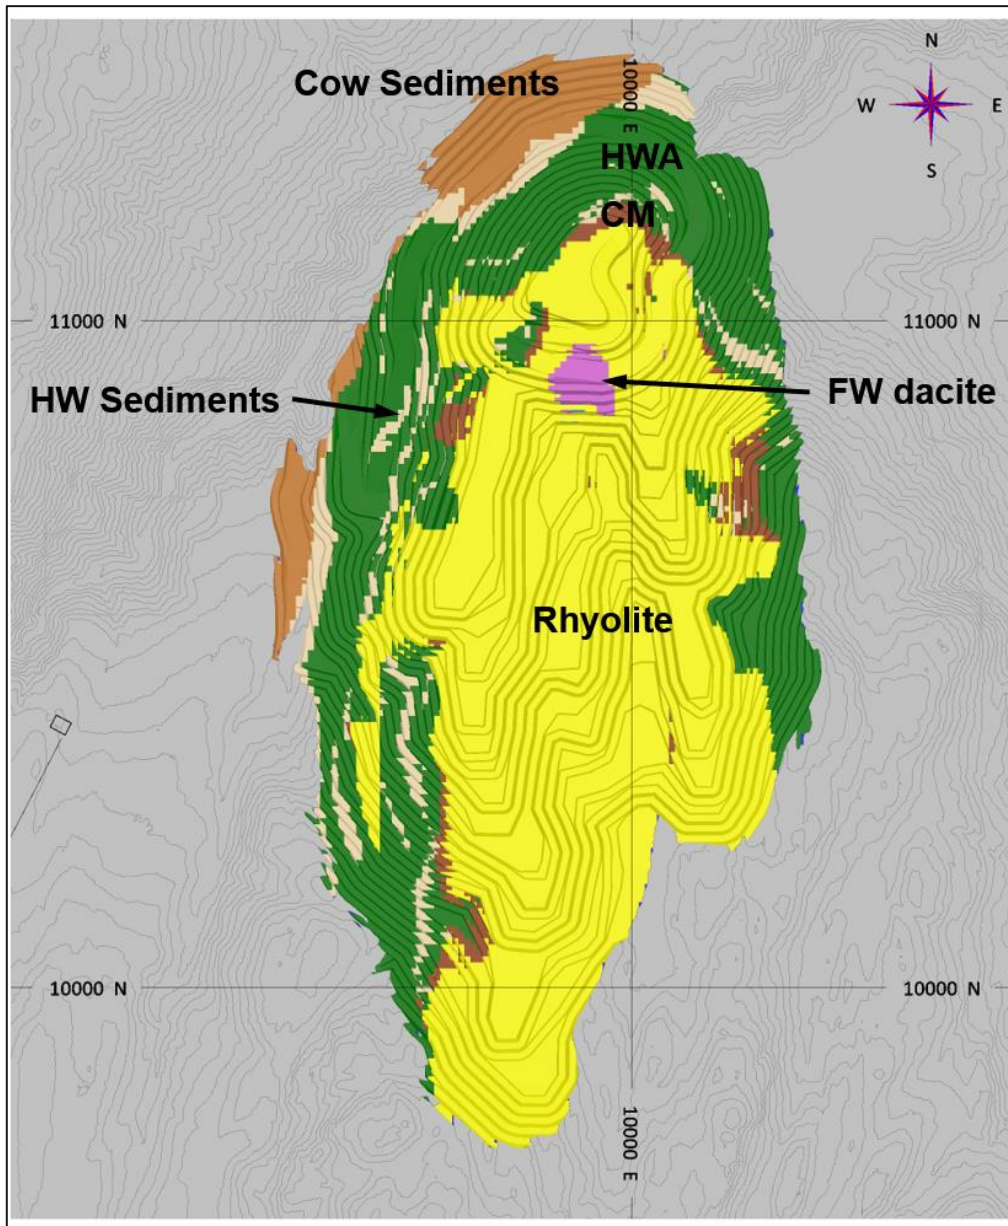 N
W E
S
Cow Sediments
10000 E
HWA
CM
11000 N 11000 N
HW Sediments
FW dacite
Rhyolite
10000 N 10000 N
10000 E